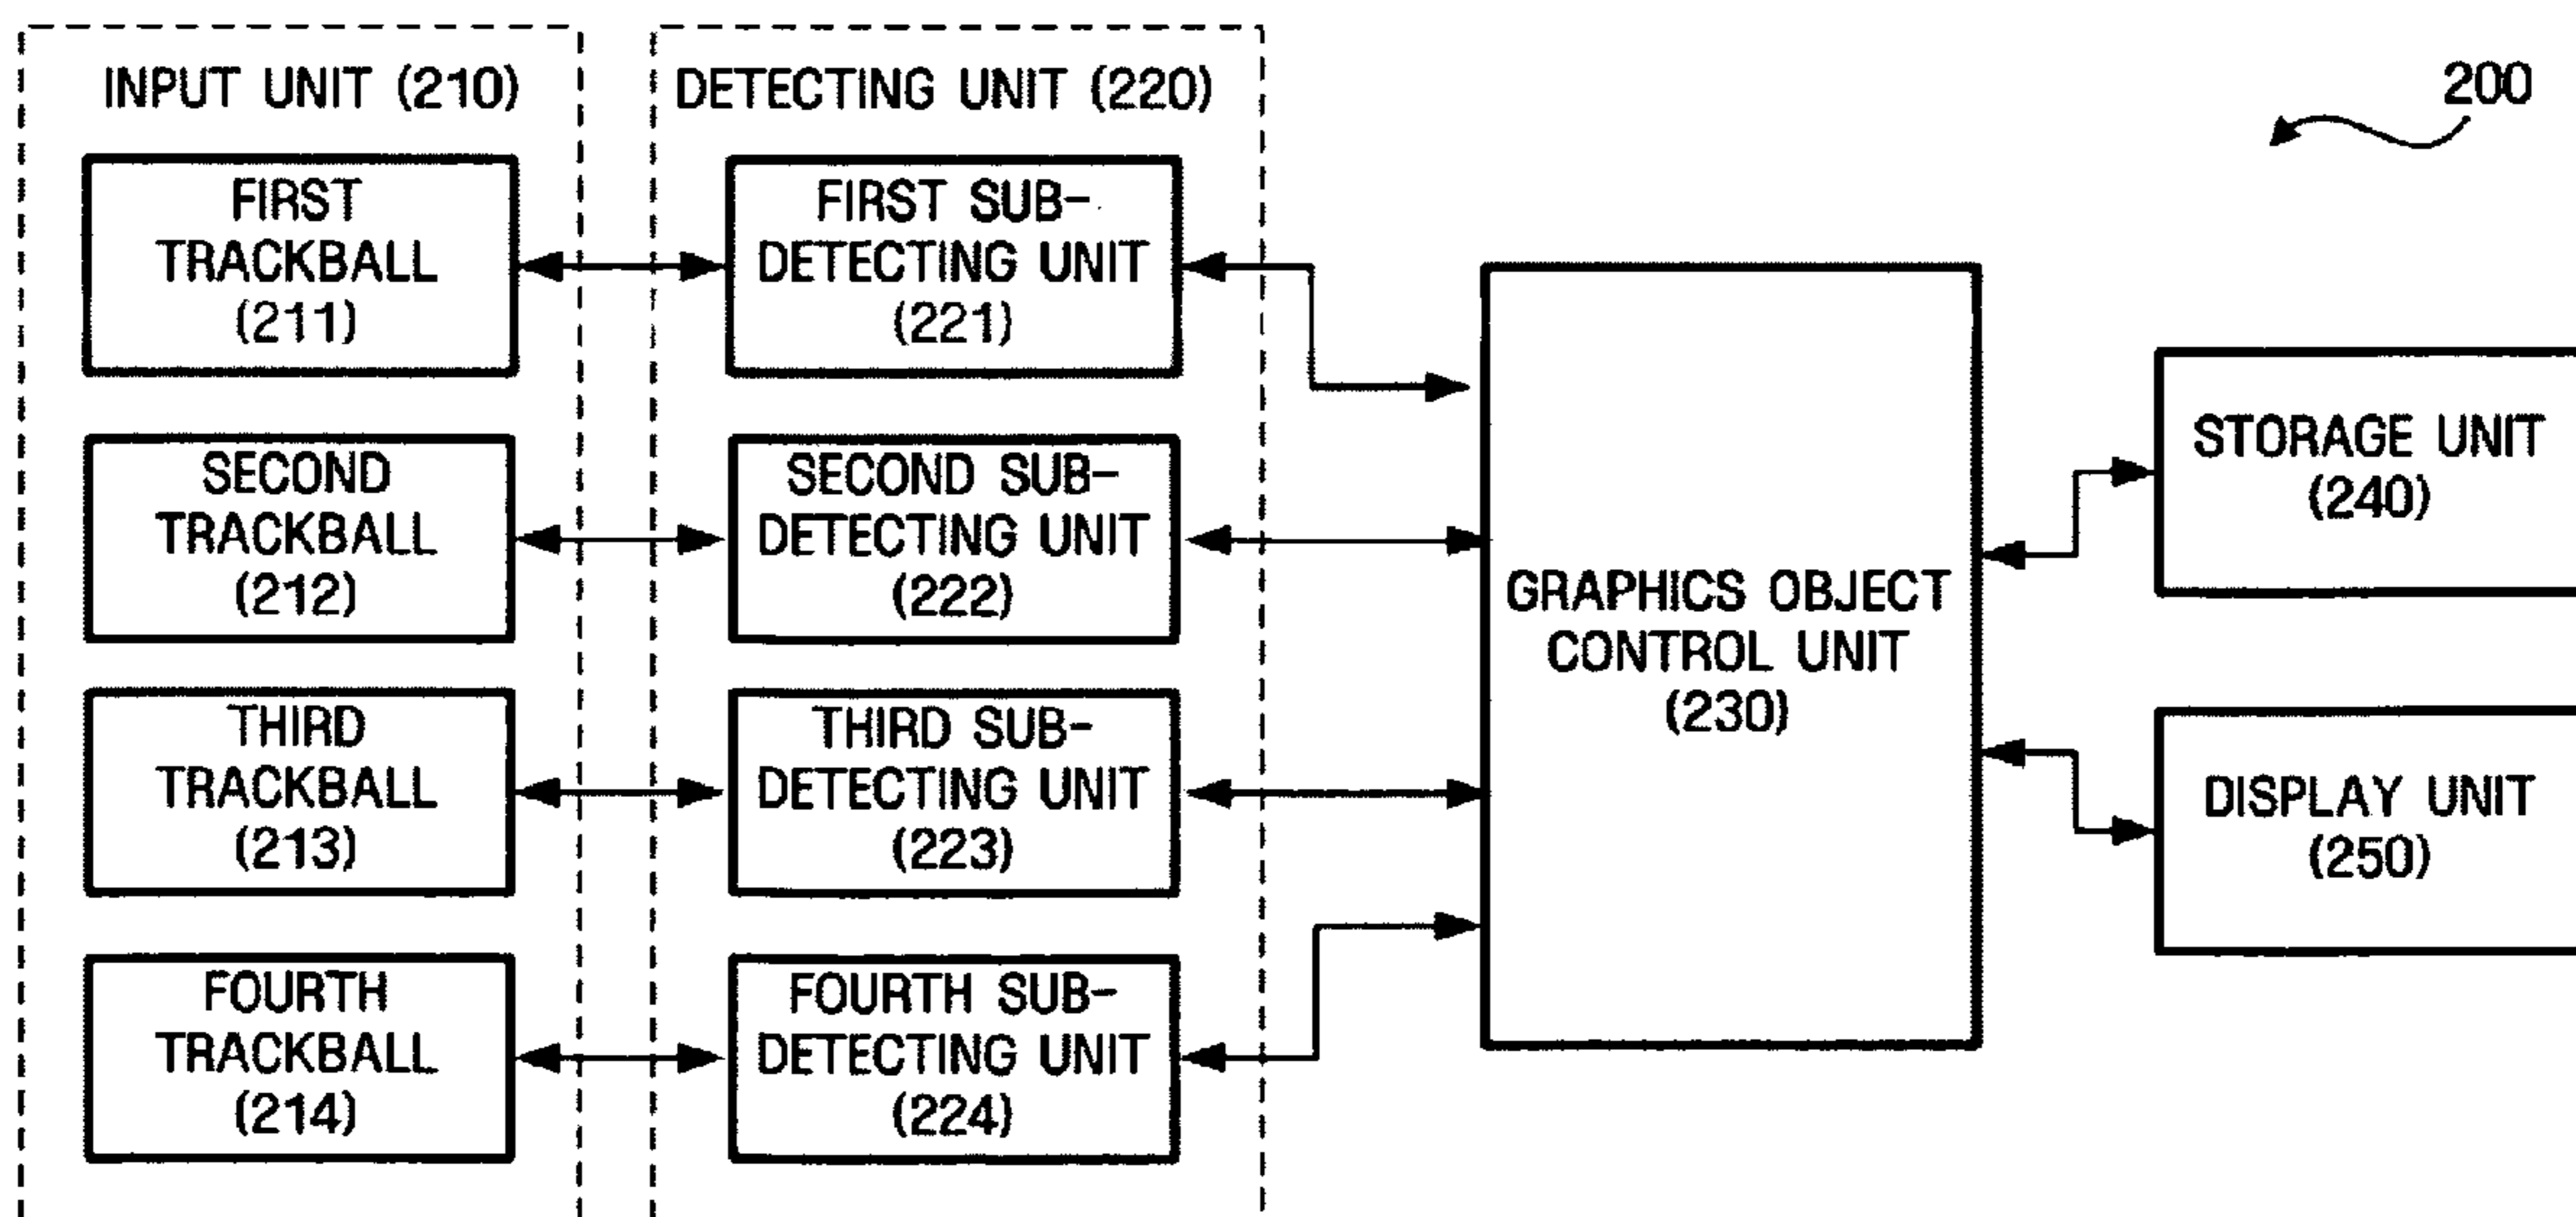 INPUT UNIT (210)
FIRST
TRACKBALL
(211)
SECOND
TRACKBALL
(212)
THIRD
TRACKBALL
(213)
FOURTH
TRACKBALL
(214)
DETECTING UNIT (220)
FIRST SUB-
DETECTING UNIT
(221)
SECOND SUB-
DETECTING UNIT
(222)
THIRD SUB-
DETECTING UNIT
(223)
FOURTH SUB-
DETECTING UNIT
(224)
GRAPHICS OBJECT
CONTROL UNIT
(230)
200
STORAGE UNIT
(240)
DISPLAY UNIT
(250)